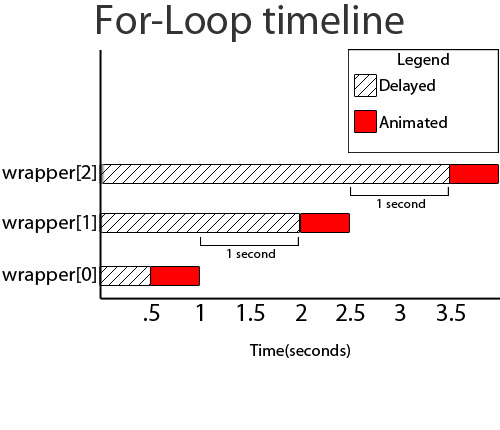 For-Loop timeline
Legend
Delayed
Animated
wrapper[2]
1 second
wrapper[1]
1 second
wrapper[0]
.5 1 1.5 2 2.5 3 3.5
Time(seconds)